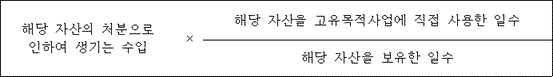 해당 자산의 처분으로
인하여 생기는 수입
×
해당 자산을 고유목적사업에 직접 사용한 일수
해당 자산을 보유한 일수